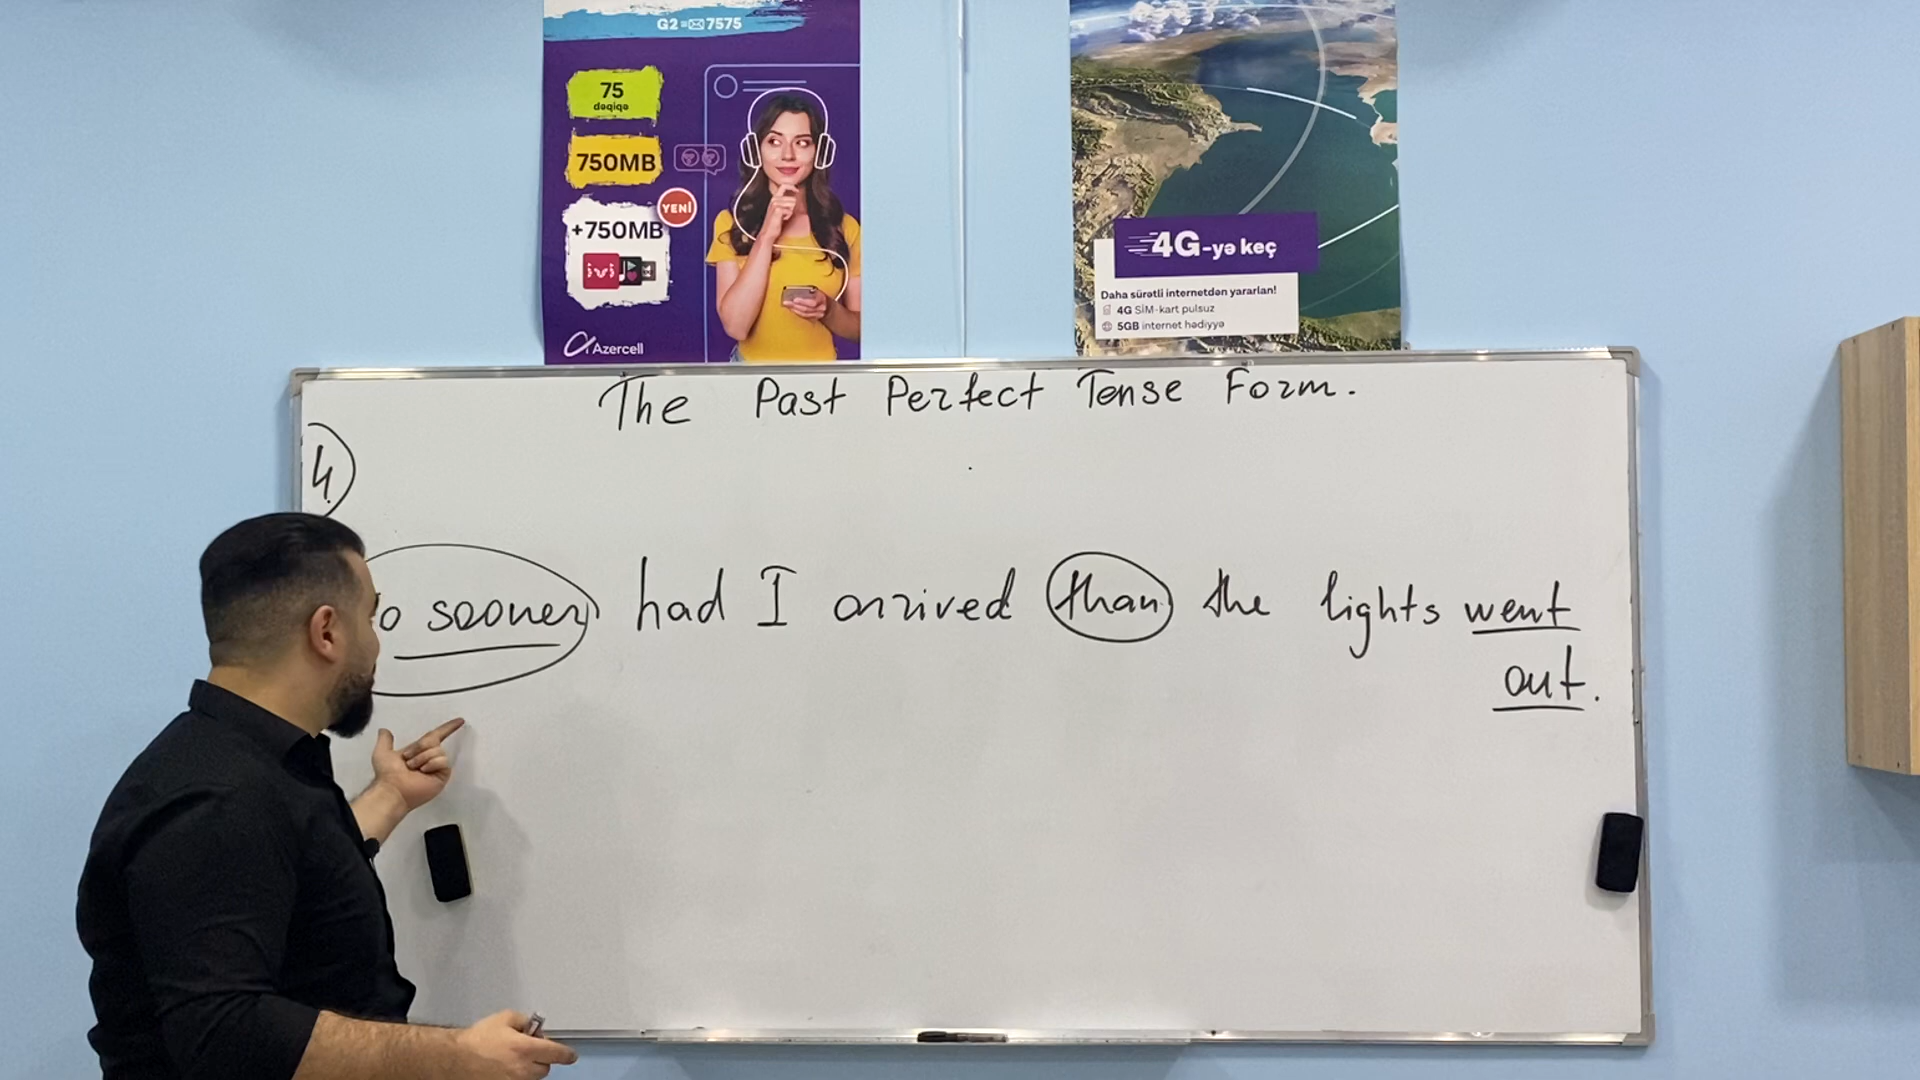 G2=✉7575
75
dəqiqə
750MB
YENİ
+750MB
ivi
Azercell
4G-yə keç
Daha sürətli internetdən yararlan!
4G SİM-kart pulsuz
5GB internet hədiyyə
The Past Perfect Tense Form.
4
o sooner had I arrived than the lights went
out.